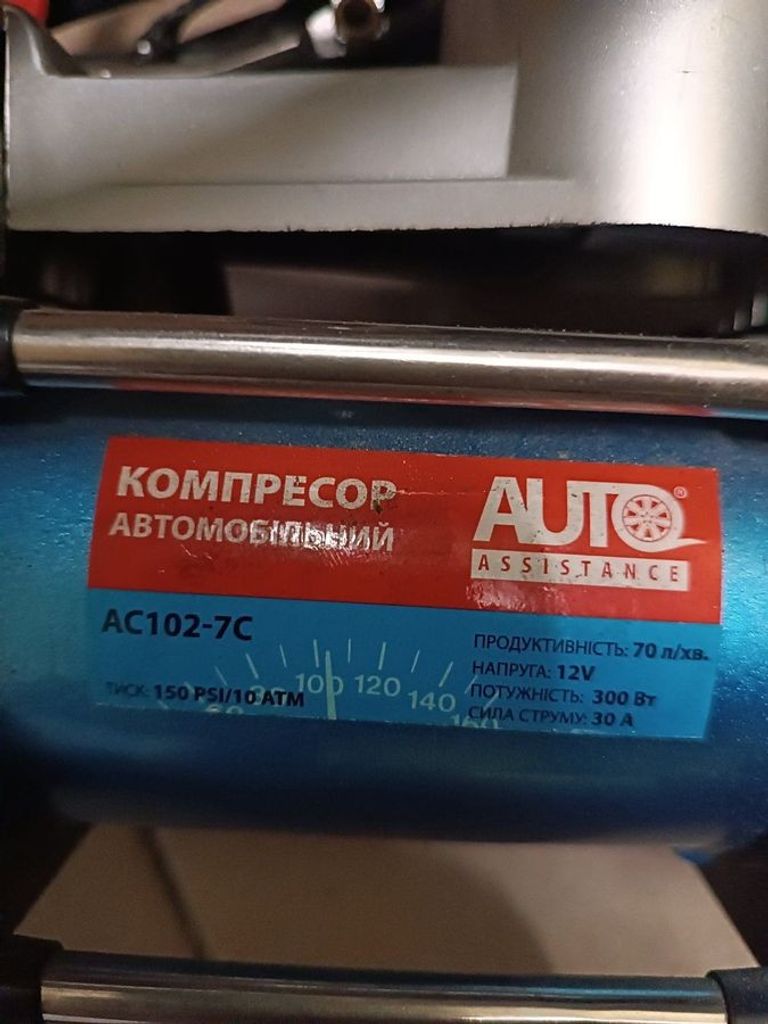 КОМПРЕСОР
АВТОМОБІЛЬНИЙ
AUTO®
ASSISTANCE
AC102-7C
ТИСК: 150 PSI/10 ATM
100 120 140 160
ПРОДУКТИВНІСТЬ: 70 л/хв.
НАПРУГА: 12V
ПОТУЖНІСТЬ: 300 Вт
СИЛА СТРУМУ: 30 А